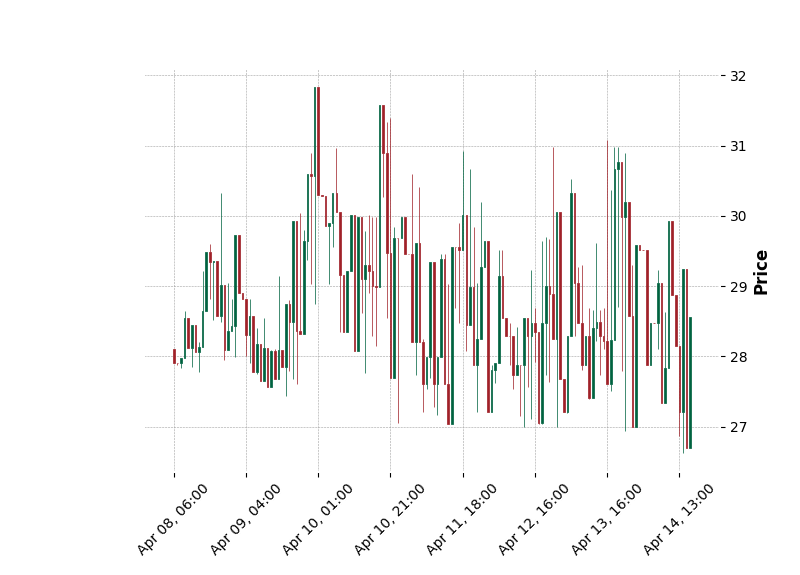 32
31
30
29
28
27
Price
Apr 08, 06:00
Apr 09, 04:00
Apr 10, 01:00
Apr 10, 21:00
Apr 11, 18:00
Apr 12, 16:00
Apr 13, 16:00
Apr 14, 13:00